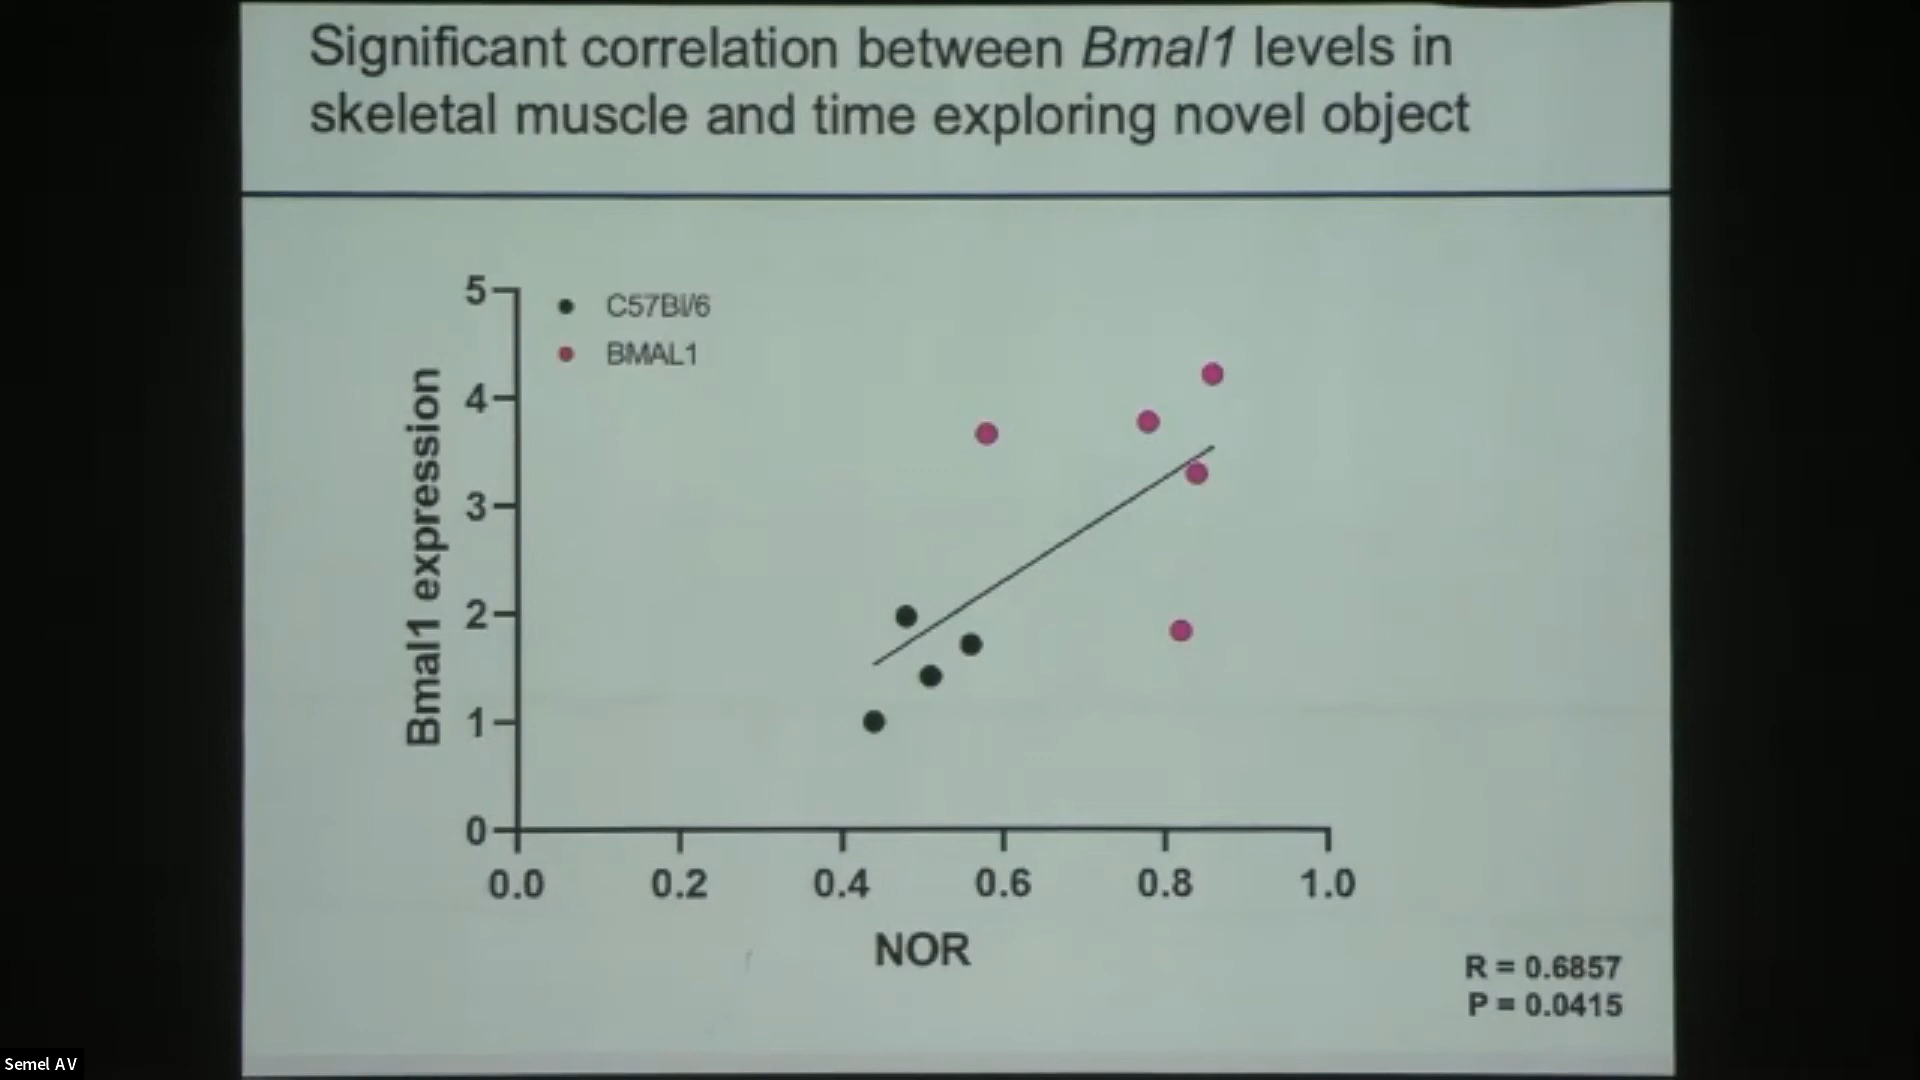 Significant correlation between Bmal1 levels in
skeletal muscle and time exploring novel object
5
C57Bl/6
BMAL1
4
3
2
1
0
Bmal1 expression
0.0 0.2 0.4 0.6 0.8 1.0
NOR
R = 0.6857
P = 0.0415
Semel AV